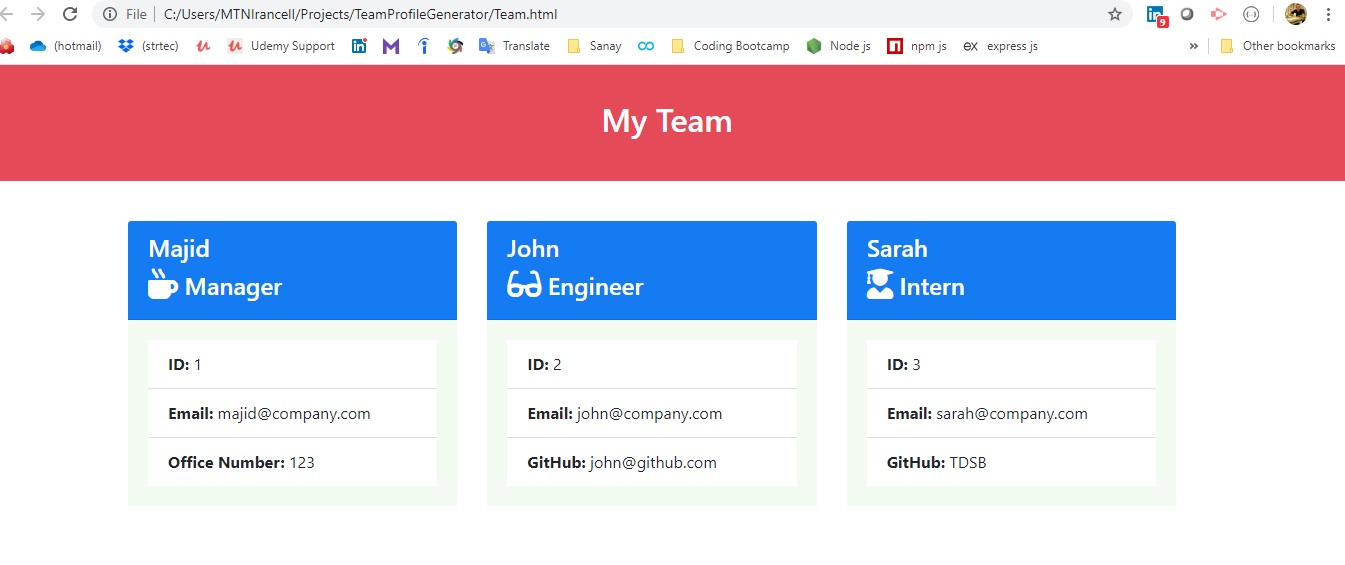 File | C:/Users/MTNIrancell/Projects/TeamProfileGenerator/Team.html
9
(hotmail) (strtec) Udemy Support Translate Sanay Coding Bootcamp Node js npm js ex express js » Other bookmarks
My Team
Majid
Manager
ID: 1
Email: majid@company.com
Office Number: 123
John
Engineer
ID: 2
Email: john@company.com
GitHub: john@github.com
Sarah
Intern
ID: 3
Email: sarah@company.com
GitHub: TDSB